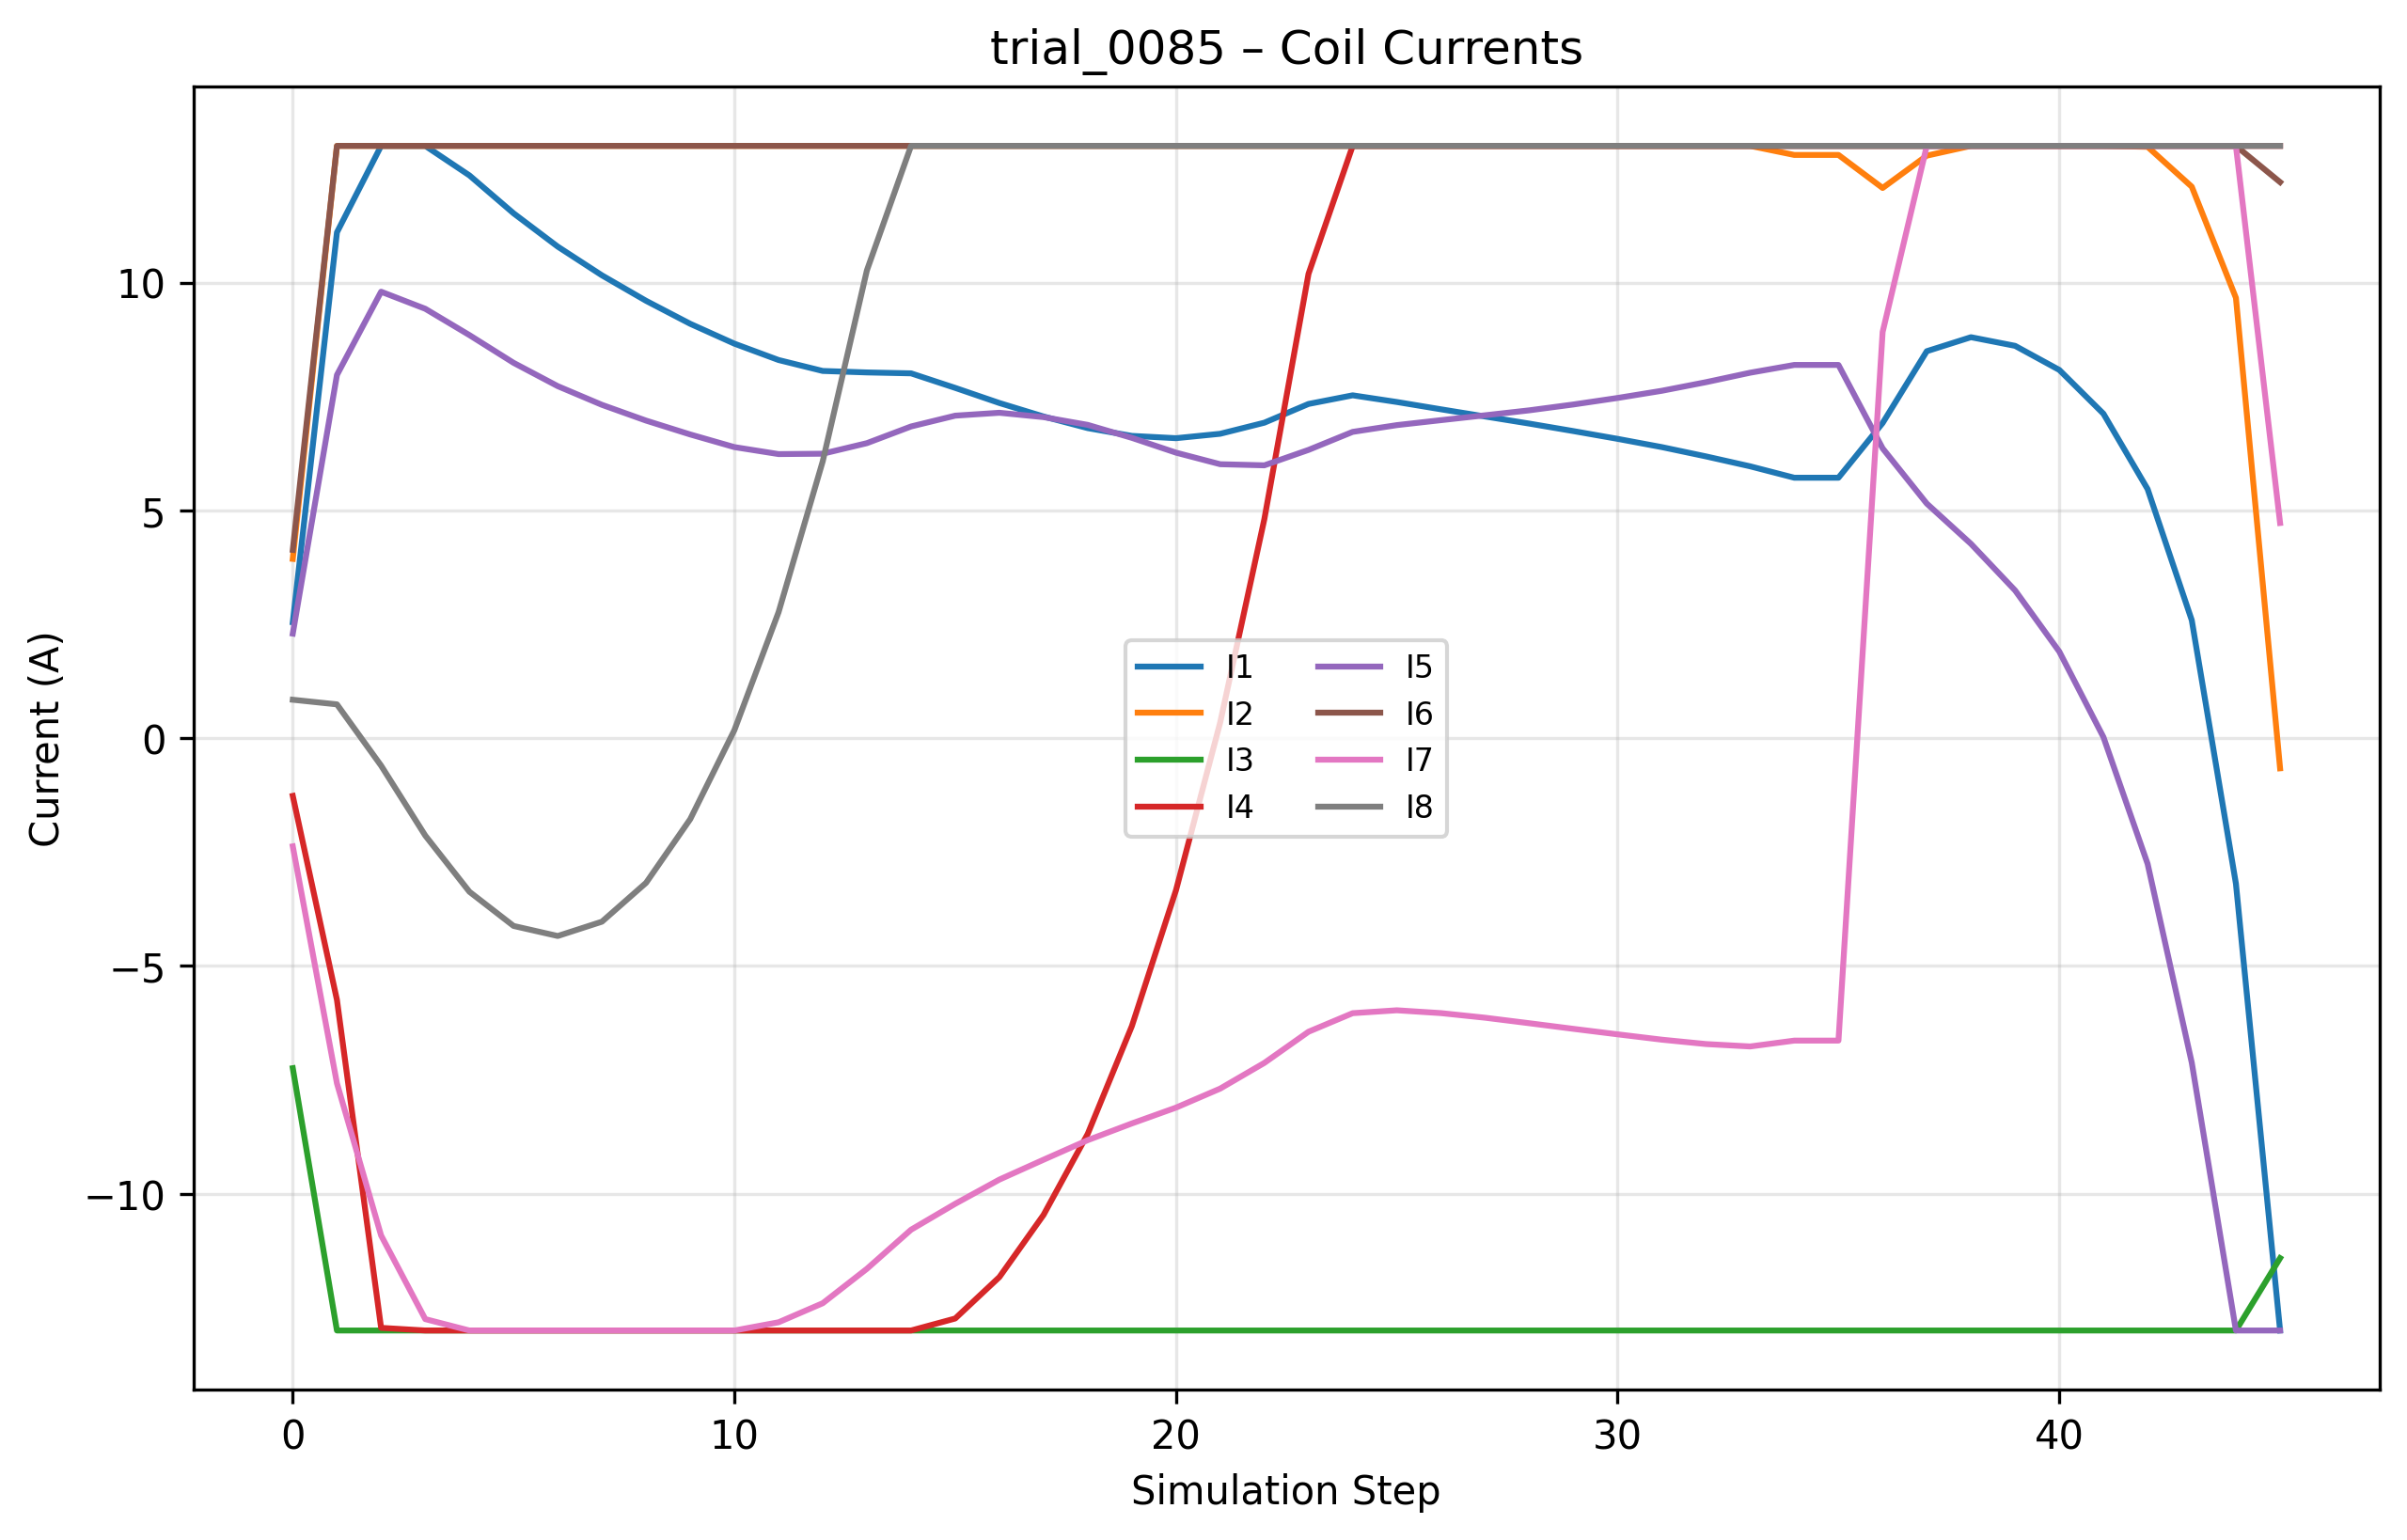 trial_0085 – Coil Currents
Current (A)
10
5
0
−5
−10
I1
I2
I3
I4
I5
I6
I7
I8
0
10
20
30
40
Simulation Step